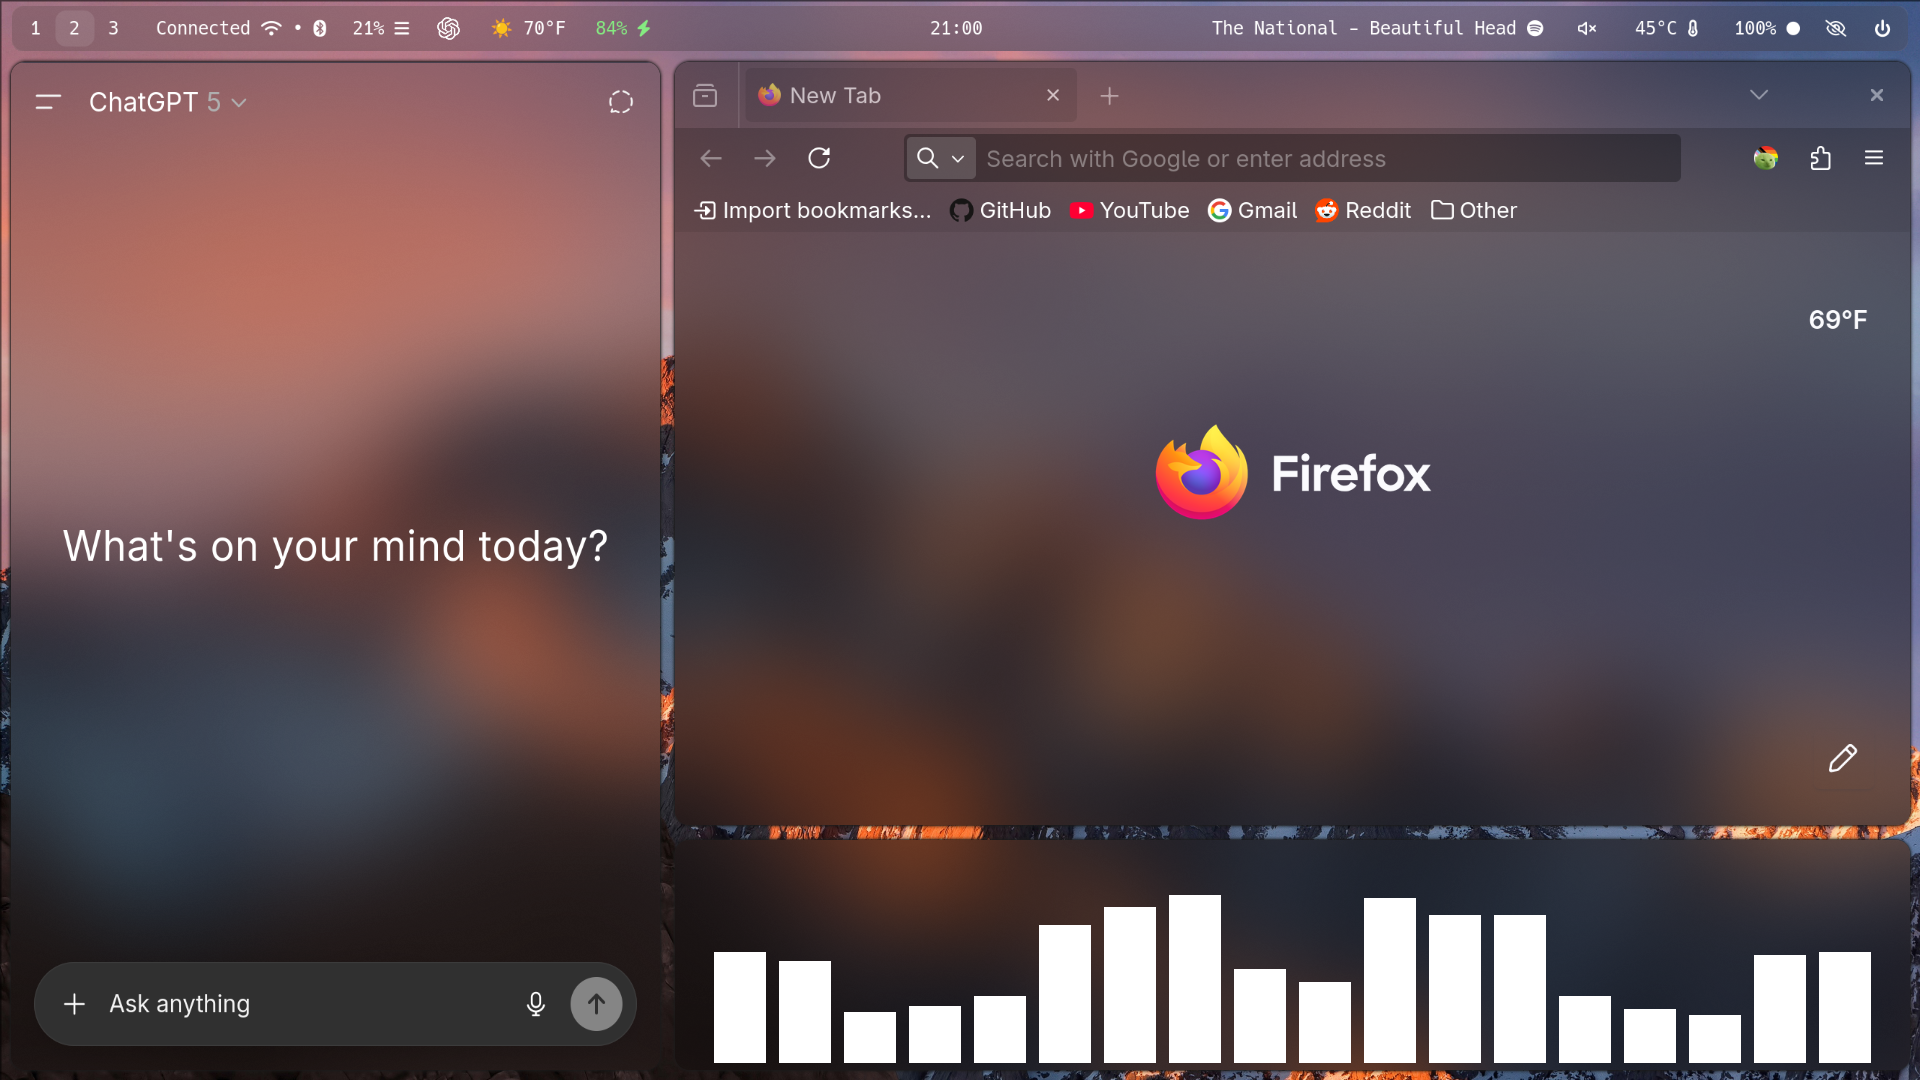 1 2 3 Connected • 21% 70°F 84% 21:00 The National - Beautiful Head 45°C 100%
ChatGPT 5
What's on your mind today?
Ask anything
New Tab
Search with Google or enter address
Import bookmarks... GitHub YouTube Gmail Reddit Other
69°F
Firefox